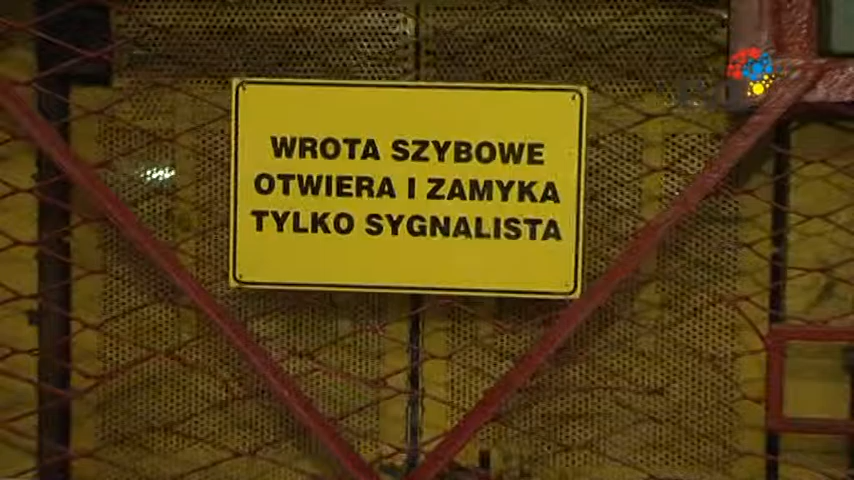 WROTA SZYBOWE
OTWIERA I ZAMYKA
TYLKO SYGNALISTA